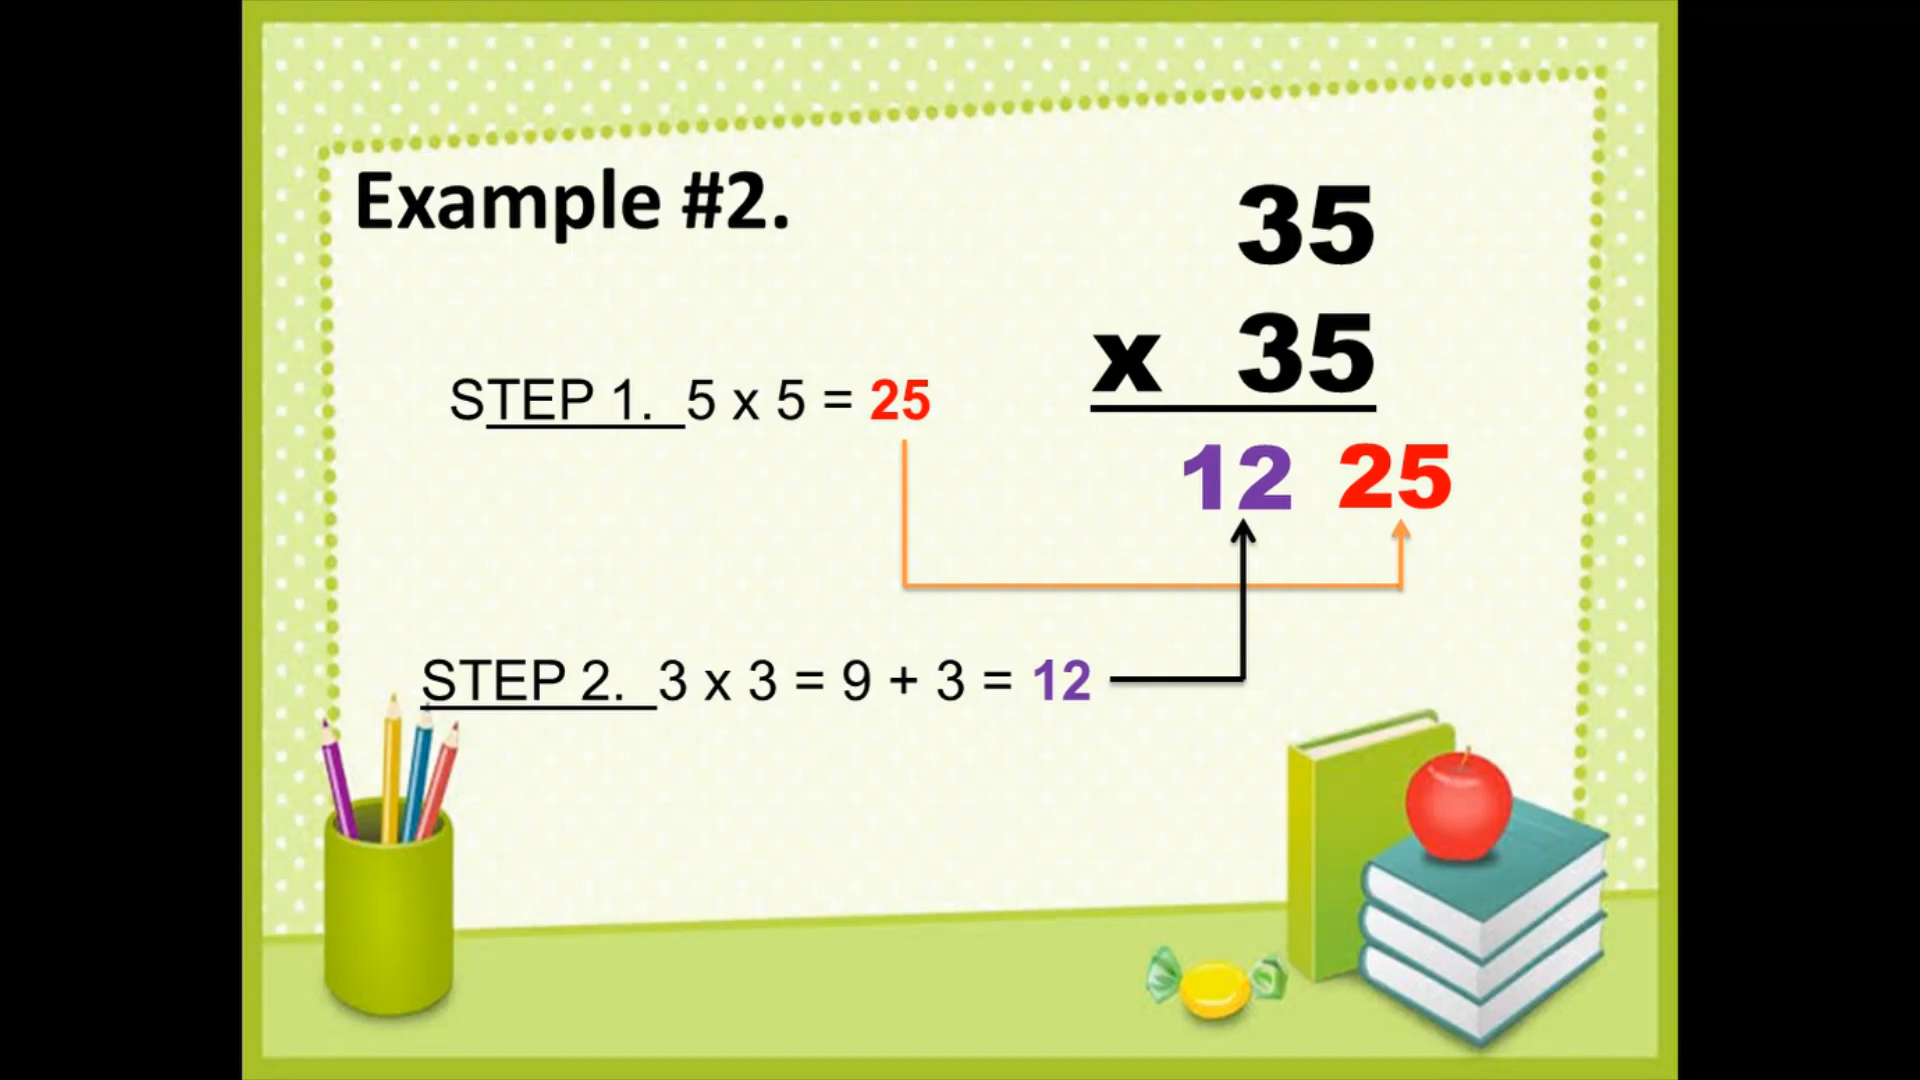 Example #2.
35
x 35
12 25
STEP 1. 5 x 5 = 25
STEP 2. 3 x 3 = 9 + 3 = 12